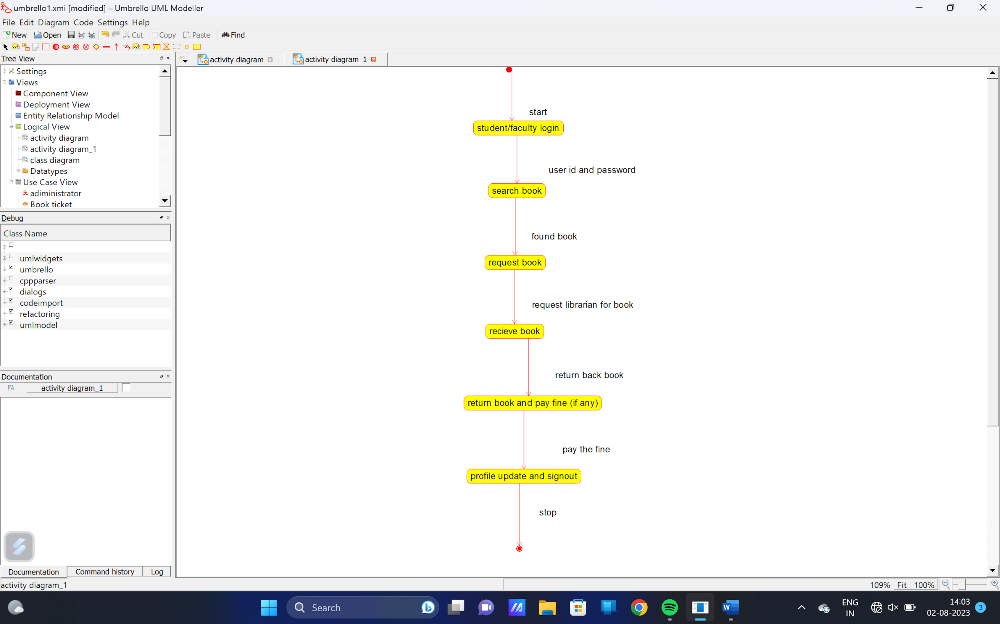 umbrello1.xmi [modified] – Umbrello UML Modeller
File Edit Diagram Code Settings Help
New Open Cut Copy Paste Find
Tree View
activity diagram
activity diagram_1
Settings
Views
Component View
Deployment View
Entity Relationship Model
Logical View
activity diagram
activity diagram_1
class diagram
Datatypes
Use Case View
adiministrator
Book ticket
Debug
Class Name
umlwidgets
umbrello
cppparser
dialogs
codeimport
refactoring
umlmodel
Documentation
activity diagram_1
Documentation
Command history
Log
start
student/faculty login
user id and password
search book
found book
request book
request librarian for book
recieve book
return back book
return book and pay fine (if any)
pay the fine
profile update and signout
stop
activity diagram_1
109% Fit 100%
Search
ENG
IN
14:03
02-08-2023
3